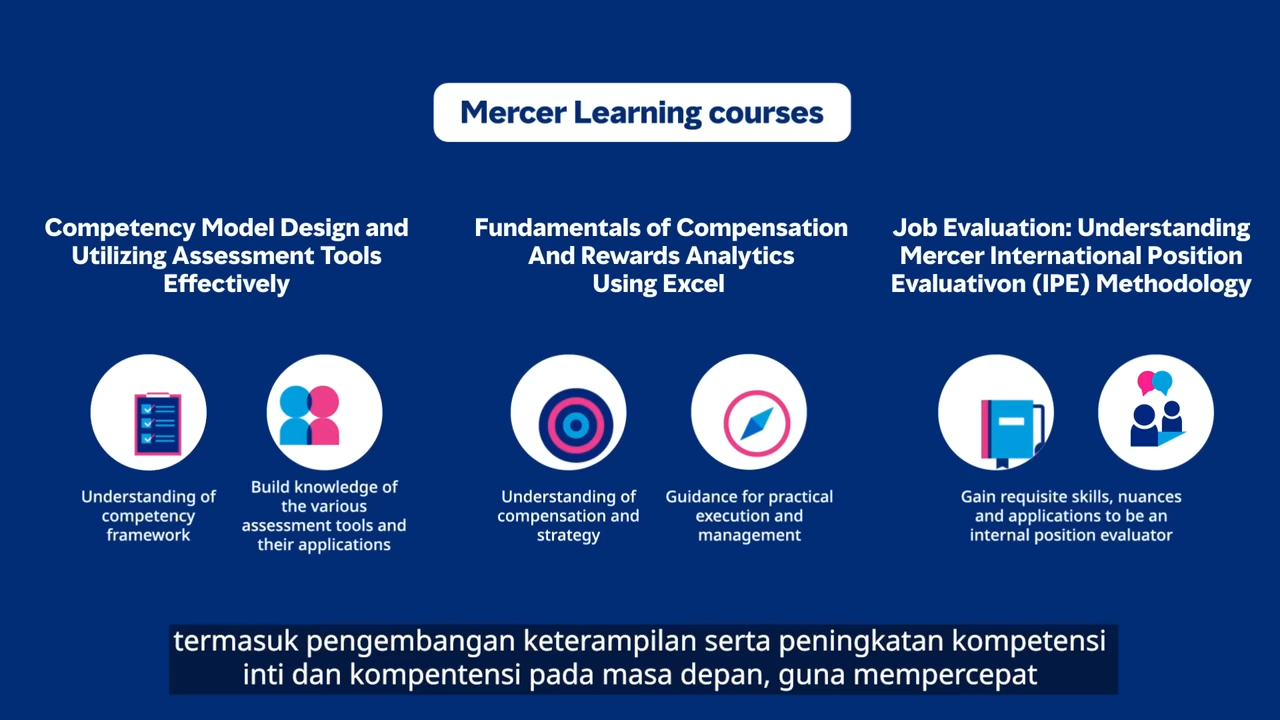 Mercer Learning courses
Competency Model Design and
Utilizing Assessment Tools
Effectively
Fundamentals of Compensation
And Rewards Analytics
Using Excel
Job Evaluation: Understanding
Mercer International Position
Evaluativon (IPE) Methodology
Understanding of
competency
framework
Build knowledge of
the various
assessment tools and
their applications
Understanding of
compensation and
strategy
Guidance for practical
execution and
management
Gain requisite skills, nuances
and applications to be an
internal position evaluator
termasuk pengembangan keterampilan serta peningkatan kompetensi
inti dan kompentensi pada masa depan, guna mempercepat